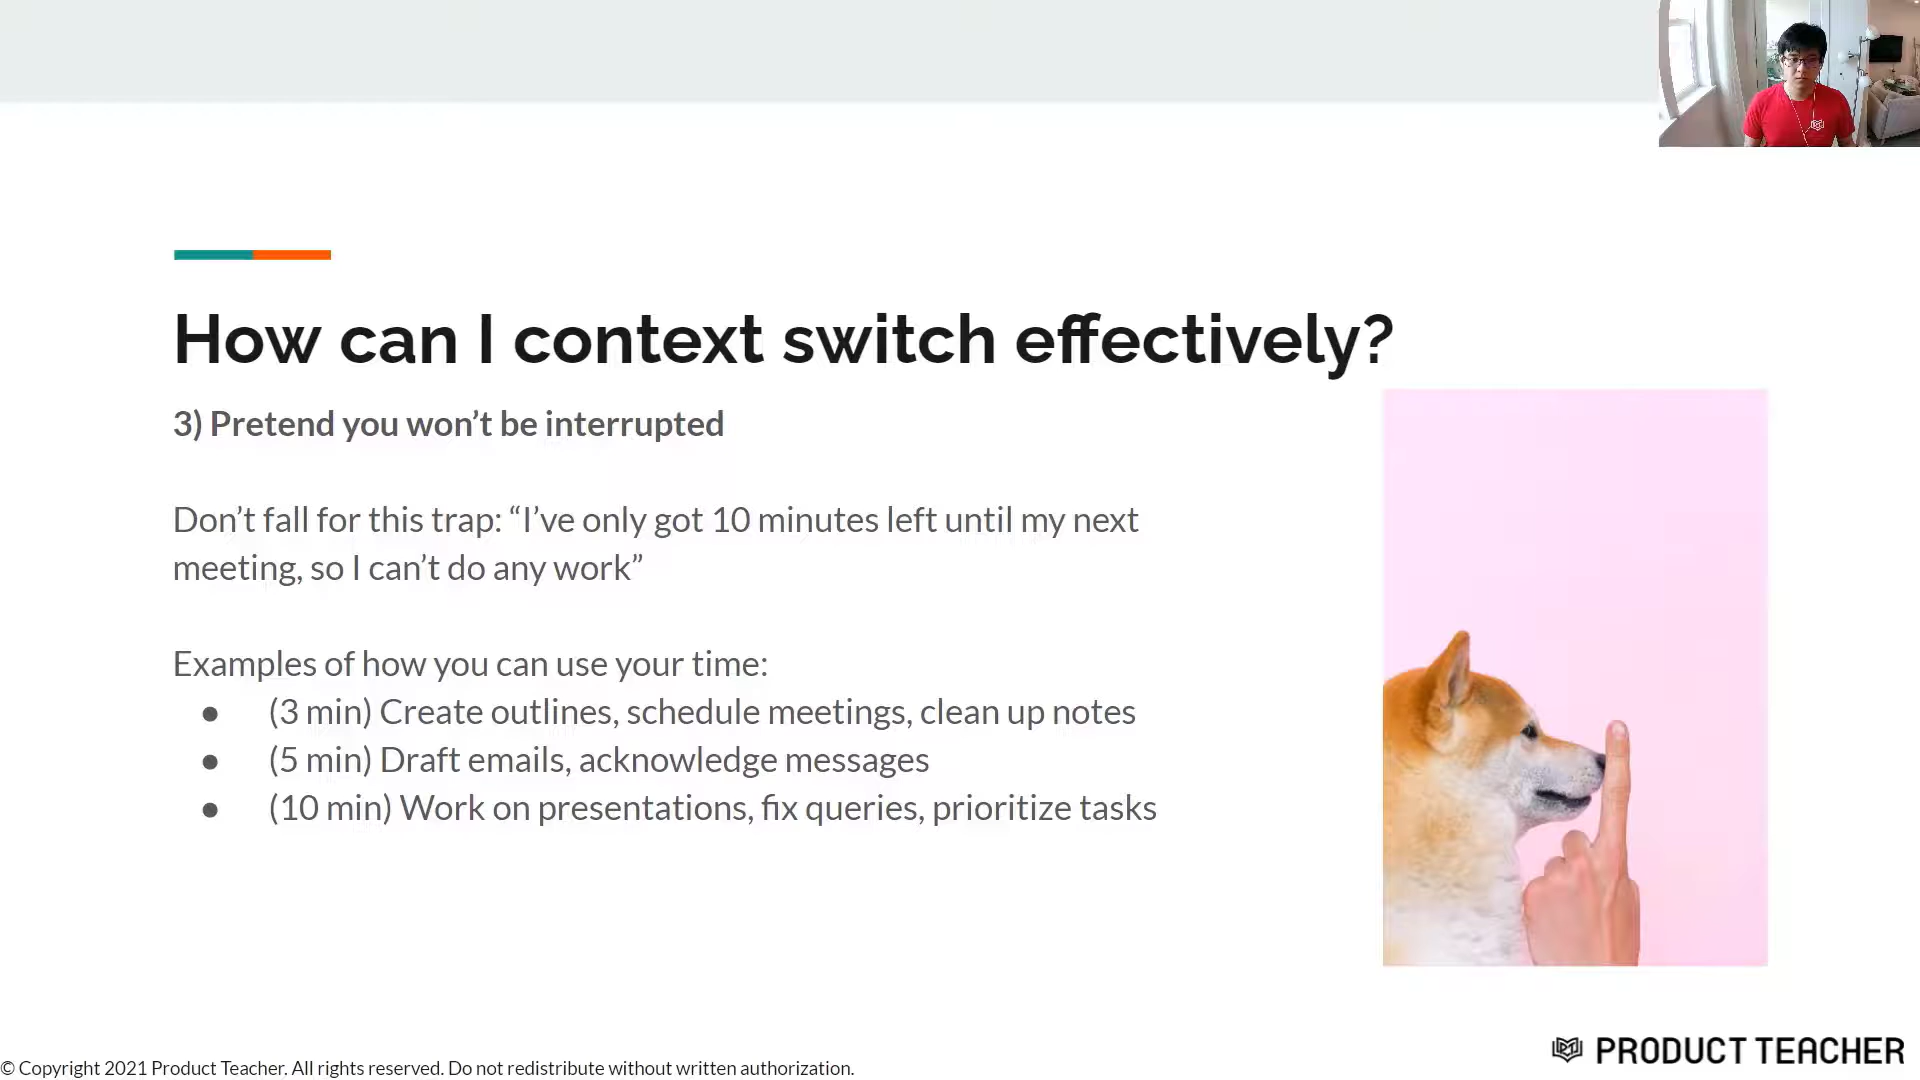 How can I context switch effectively?
3) Pretend you won’t be interrupted
Don’t fall for this trap: “I’ve only got 10 minutes left until my next
meeting, so I can’t do any work”
Examples of how you can use your time:
● (3 min) Create outlines, schedule meetings, clean up notes
● (5 min) Draft emails, acknowledge messages
● (10 min) Work on presentations, fix queries, prioritize tasks
PRODUCT TEACHER
© Copyright 2021 Product Teacher. All rights reserved. Do not redistribute without written authorization.